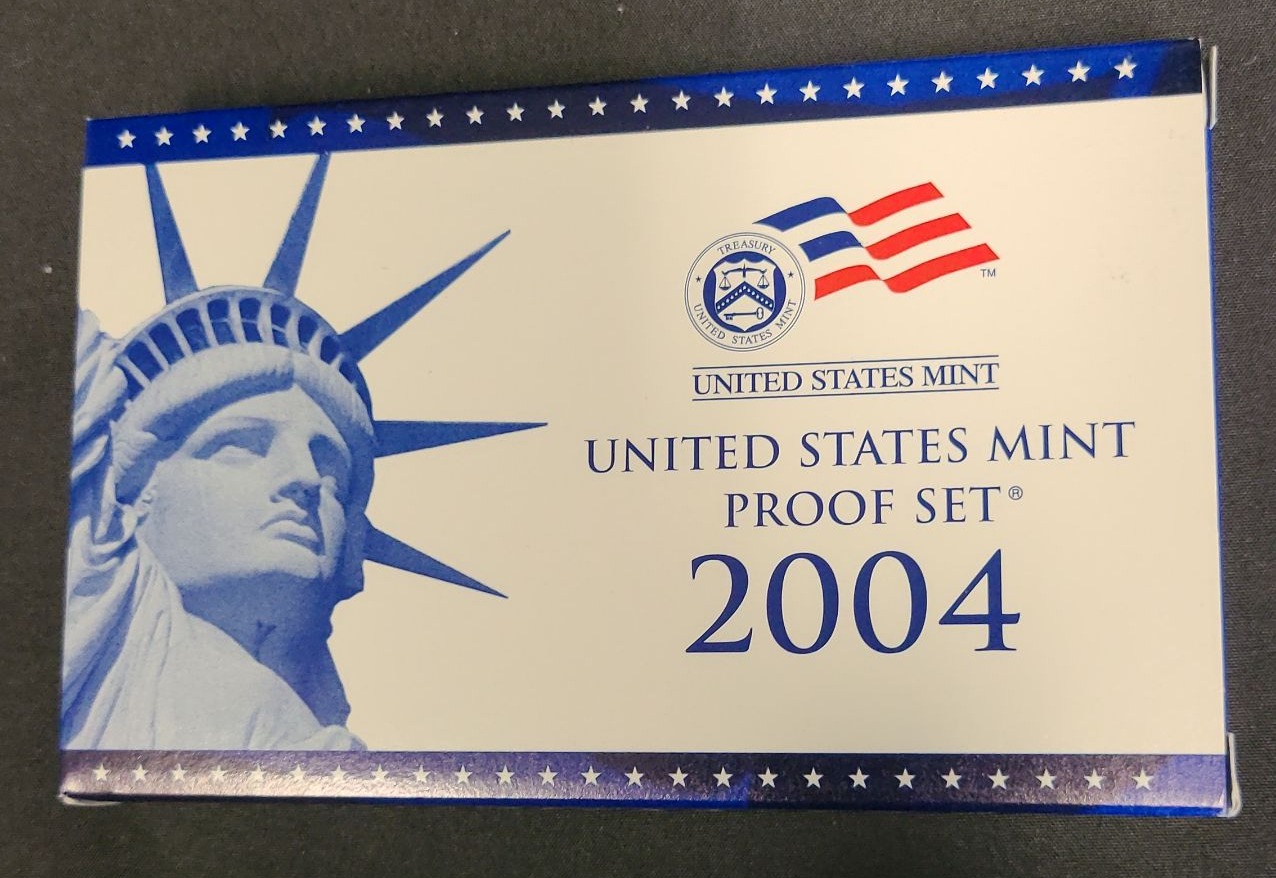 TREASURY
UNITED STATES MINT
TM
UNITED STATES MINT
UNITED STATES MINT
PROOF SET®
2004